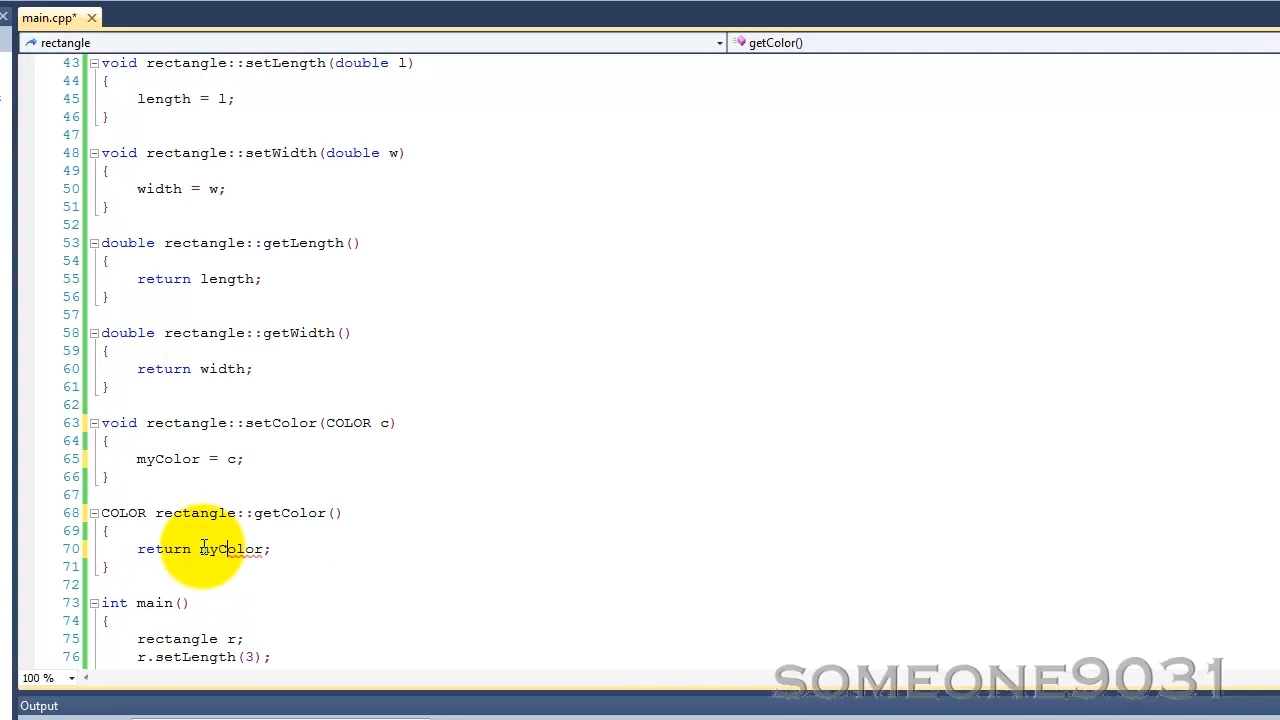 main.cpp*
rectangle
getColor()
43 void rectangle::setLength(double l)
44 {
45 length = l;
46 }
47
48 void rectangle::setWidth(double w)
49 {
50 width = w;
51 }
52
53 double rectangle::getLength()
54 {
55 return length;
56 }
57
58 double rectangle::getWidth()
59 {
60 return width;
61 }
62
63 void rectangle::setColor(COLOR c)
64 {
65 myColor = c;
66 }
67
68 COLOR rectangle::getColor()
69 {
70 return myColor;
71 }
72
73 int main()
74 {
75 rectangle r;
76 r.setLength(3);
100 %
SOMEONE9031
Output